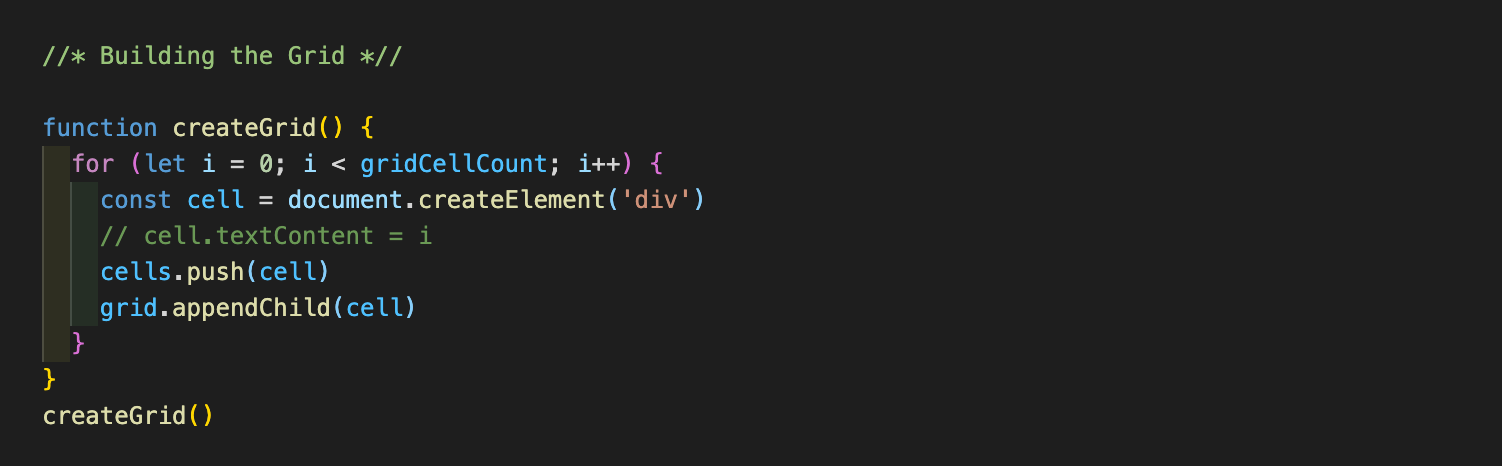 //* Building the Grid *//
function createGrid() {
for (let i = 0; i < gridCellCount; i++) {
const cell = document.createElement('div')
// cell.textContent = i
cells.push(cell)
grid.appendChild(cell)
}
}
createGrid()